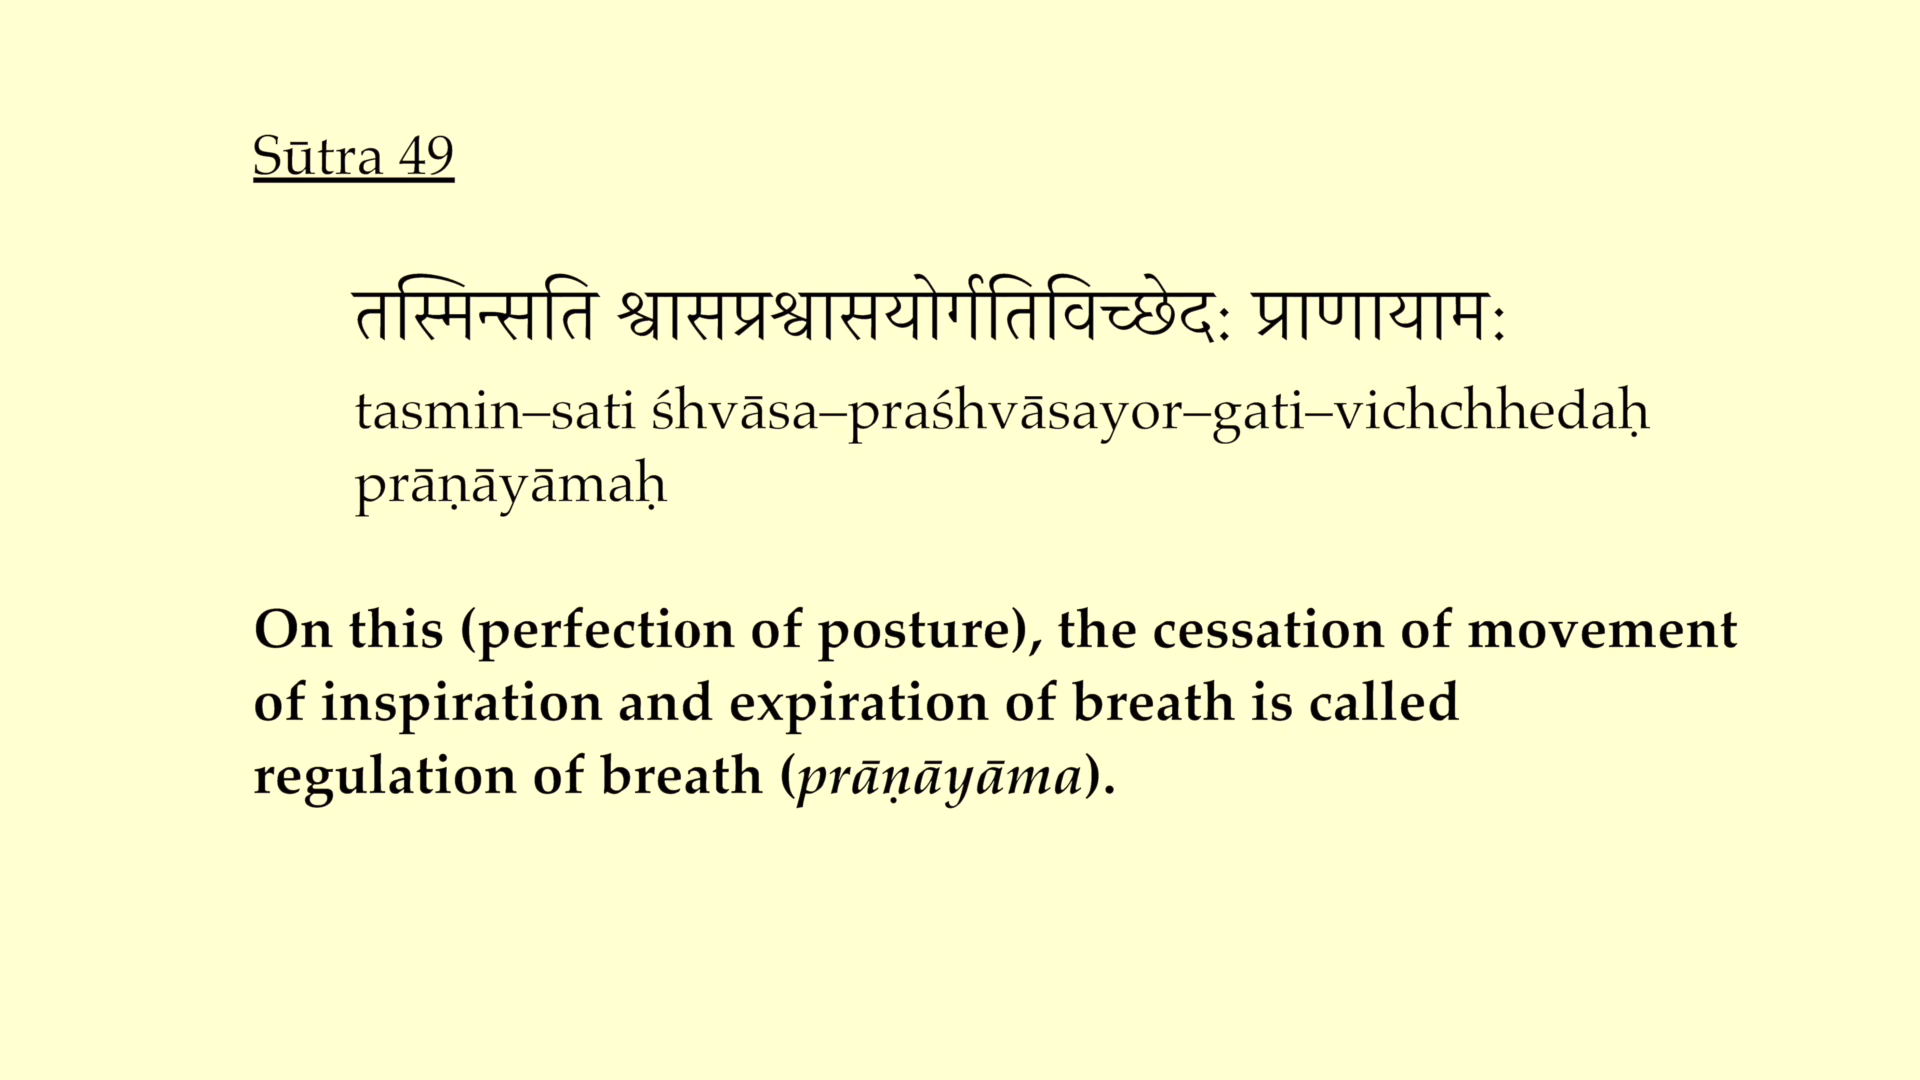 Sūtra 49
तस्मिन्सति श्वासप्रश्वासयोर्गतिविच्छेदः प्राणायामः
tasmin–sati śhvāsa–praśhvāsayor–gati–vichchhedaḥ
prāṇāyāmaḥ
On this (perfection of posture), the cessation of movement
of inspiration and expiration of breath is called
regulation of breath (prāṇāyāma).